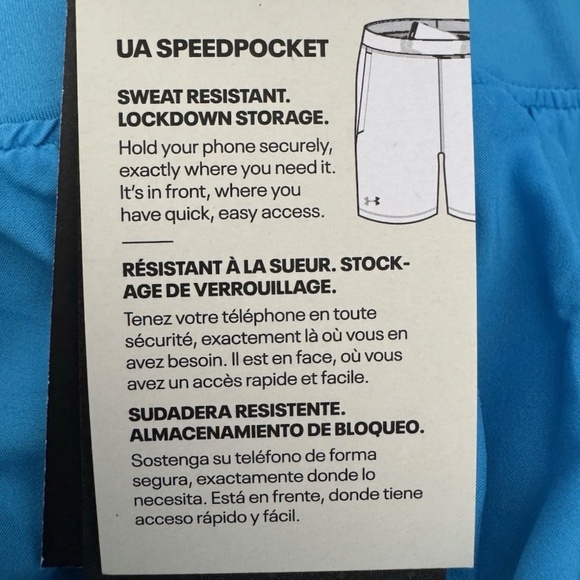 UA SPEEDPOCKET
SWEAT RESISTANT.
LOCKDOWN STORAGE.
Hold your phone securely,
exactly where you need it.
It's in front, where you
have quick, easy access.
RÉSISTANT À LA SUEUR. STOCK-
AGE DE VERROUILLAGE.
Tenez votre téléphone en toute
sécurité, exactement là où vous en
avez besoin. Il est en face, où vous
avez un accès rapide et facile.
SUDADERA RESISTENTE.
ALMACENAMIENTO DE BLOQUEO.
Sostenga su teléfono de forma
segura, exactamente donde lo
necesita. Está en frente, donde tiene
acceso rápido y fácil.